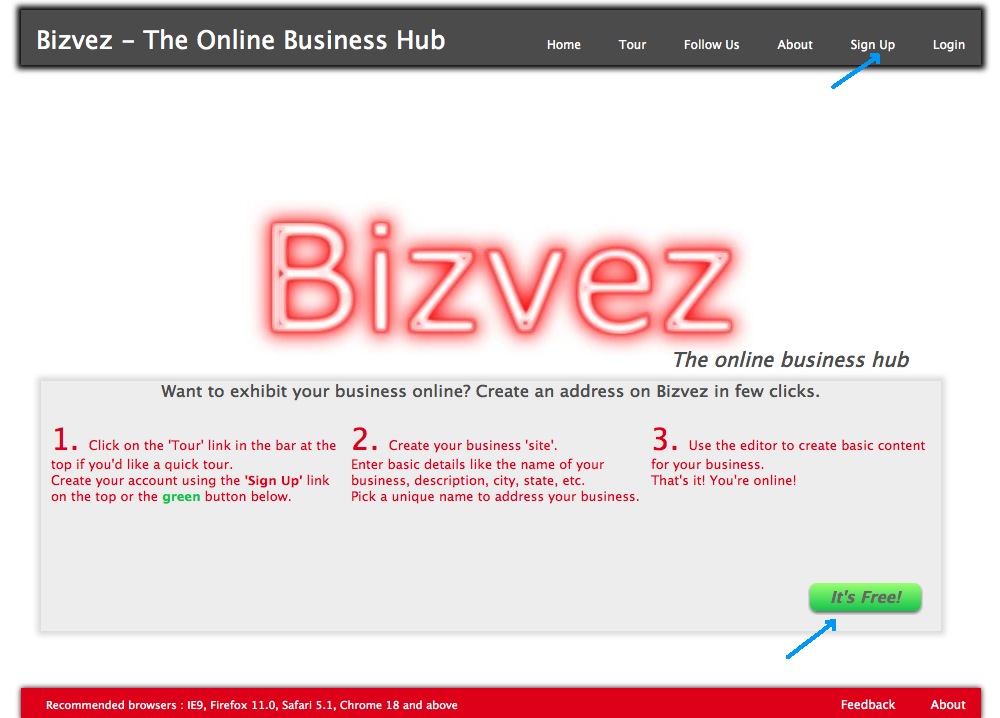 Bizvez – The Online Business Hub
Home Tour Follow Us About Sign Up Login
Bizvez
The online business hub
Want to exhibit your business online? Create an address on Bizvez in few clicks.
1. Click on the 'Tour' link in the bar at the
top if you'd like a quick tour.
Create your account using the 'Sign Up' link
on the top or the green button below.
2. Create your business 'site'.
Enter basic details like the name of your
business, description, city, state, etc.
Pick a unique name to address your business.
3. Use the editor to create basic content
for your business.
That's it! You're online!
It's Free!
Recommended browsers : IE9, Firefox 11.0, Safari 5.1, Chrome 18 and above
Feedback About